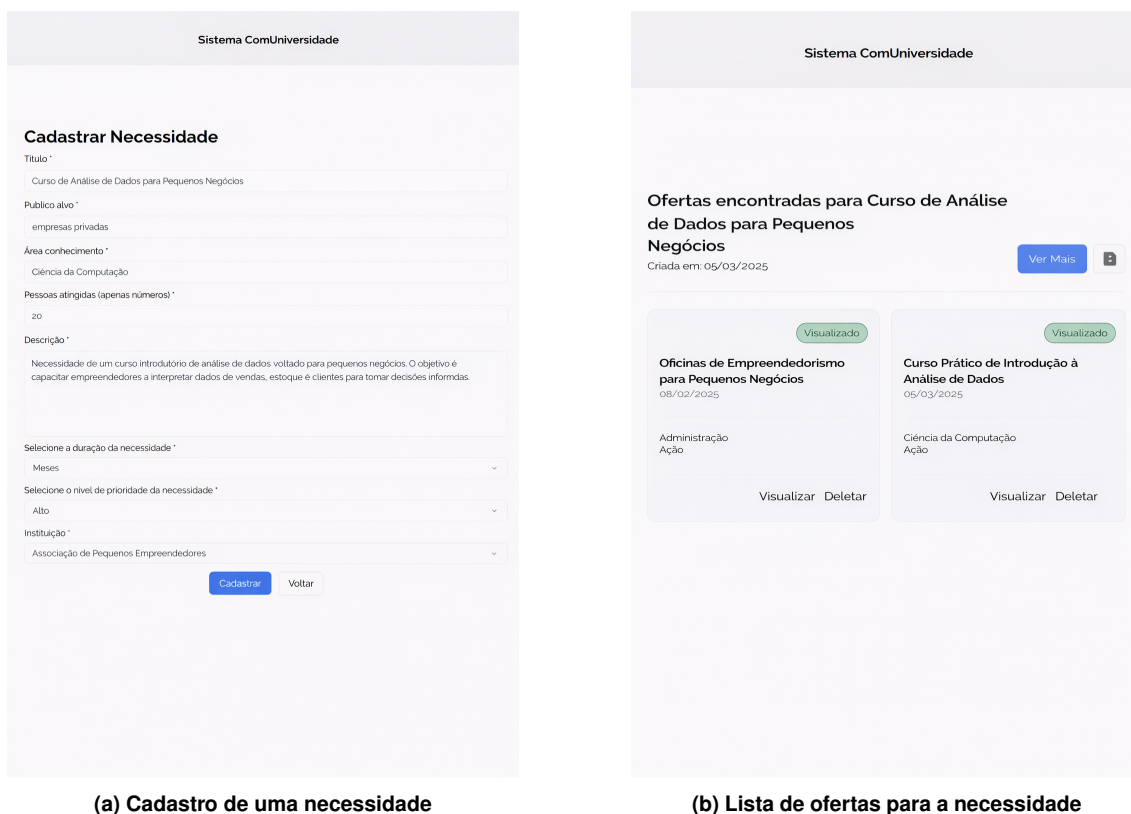 Sistema ComUniversidade
Cadastrar Necessidade
Titulo *
Curso de Análise de Dados para Pequenos Negócios
Publico alvo *
empresas privadas
Área conhecimento *
Ciência da Computação
Pessoas atingidas (apenas números) *
20
Descrição *
Necessidade de um curso introdutório de análise de dados voltado para pequenos negócios. O objetivo é
capacitar empreendedores a interpretar dados de vendas, estoque é clientes para tomar decisões informdas.
Selecione a duração da necessidade *
Meses
Selecione o nivel de prioridade da necessidade *
Alto
Instituição *
Associação de Pequenos Empreendedores
Cadastrar Voltar
(a) Cadastro de uma necessidade
Sistema ComUniversidade
Ofertas encontradas para Curso de Análise
de Dados para Pequenos
Negócios
Criada em: 05/03/2025
Ver Mais
Visualizado
Oficinas de Empreendedorismo
para Pequenos Negócios
08/02/2025
Administração
Ação
Visualizar Deletar
Visualizado
Curso Prático de Introdução à
Análise de Dados
05/03/2025
Ciência da Computação
Ação
Visualizar Deletar
(b) Lista de ofertas para a necessidade